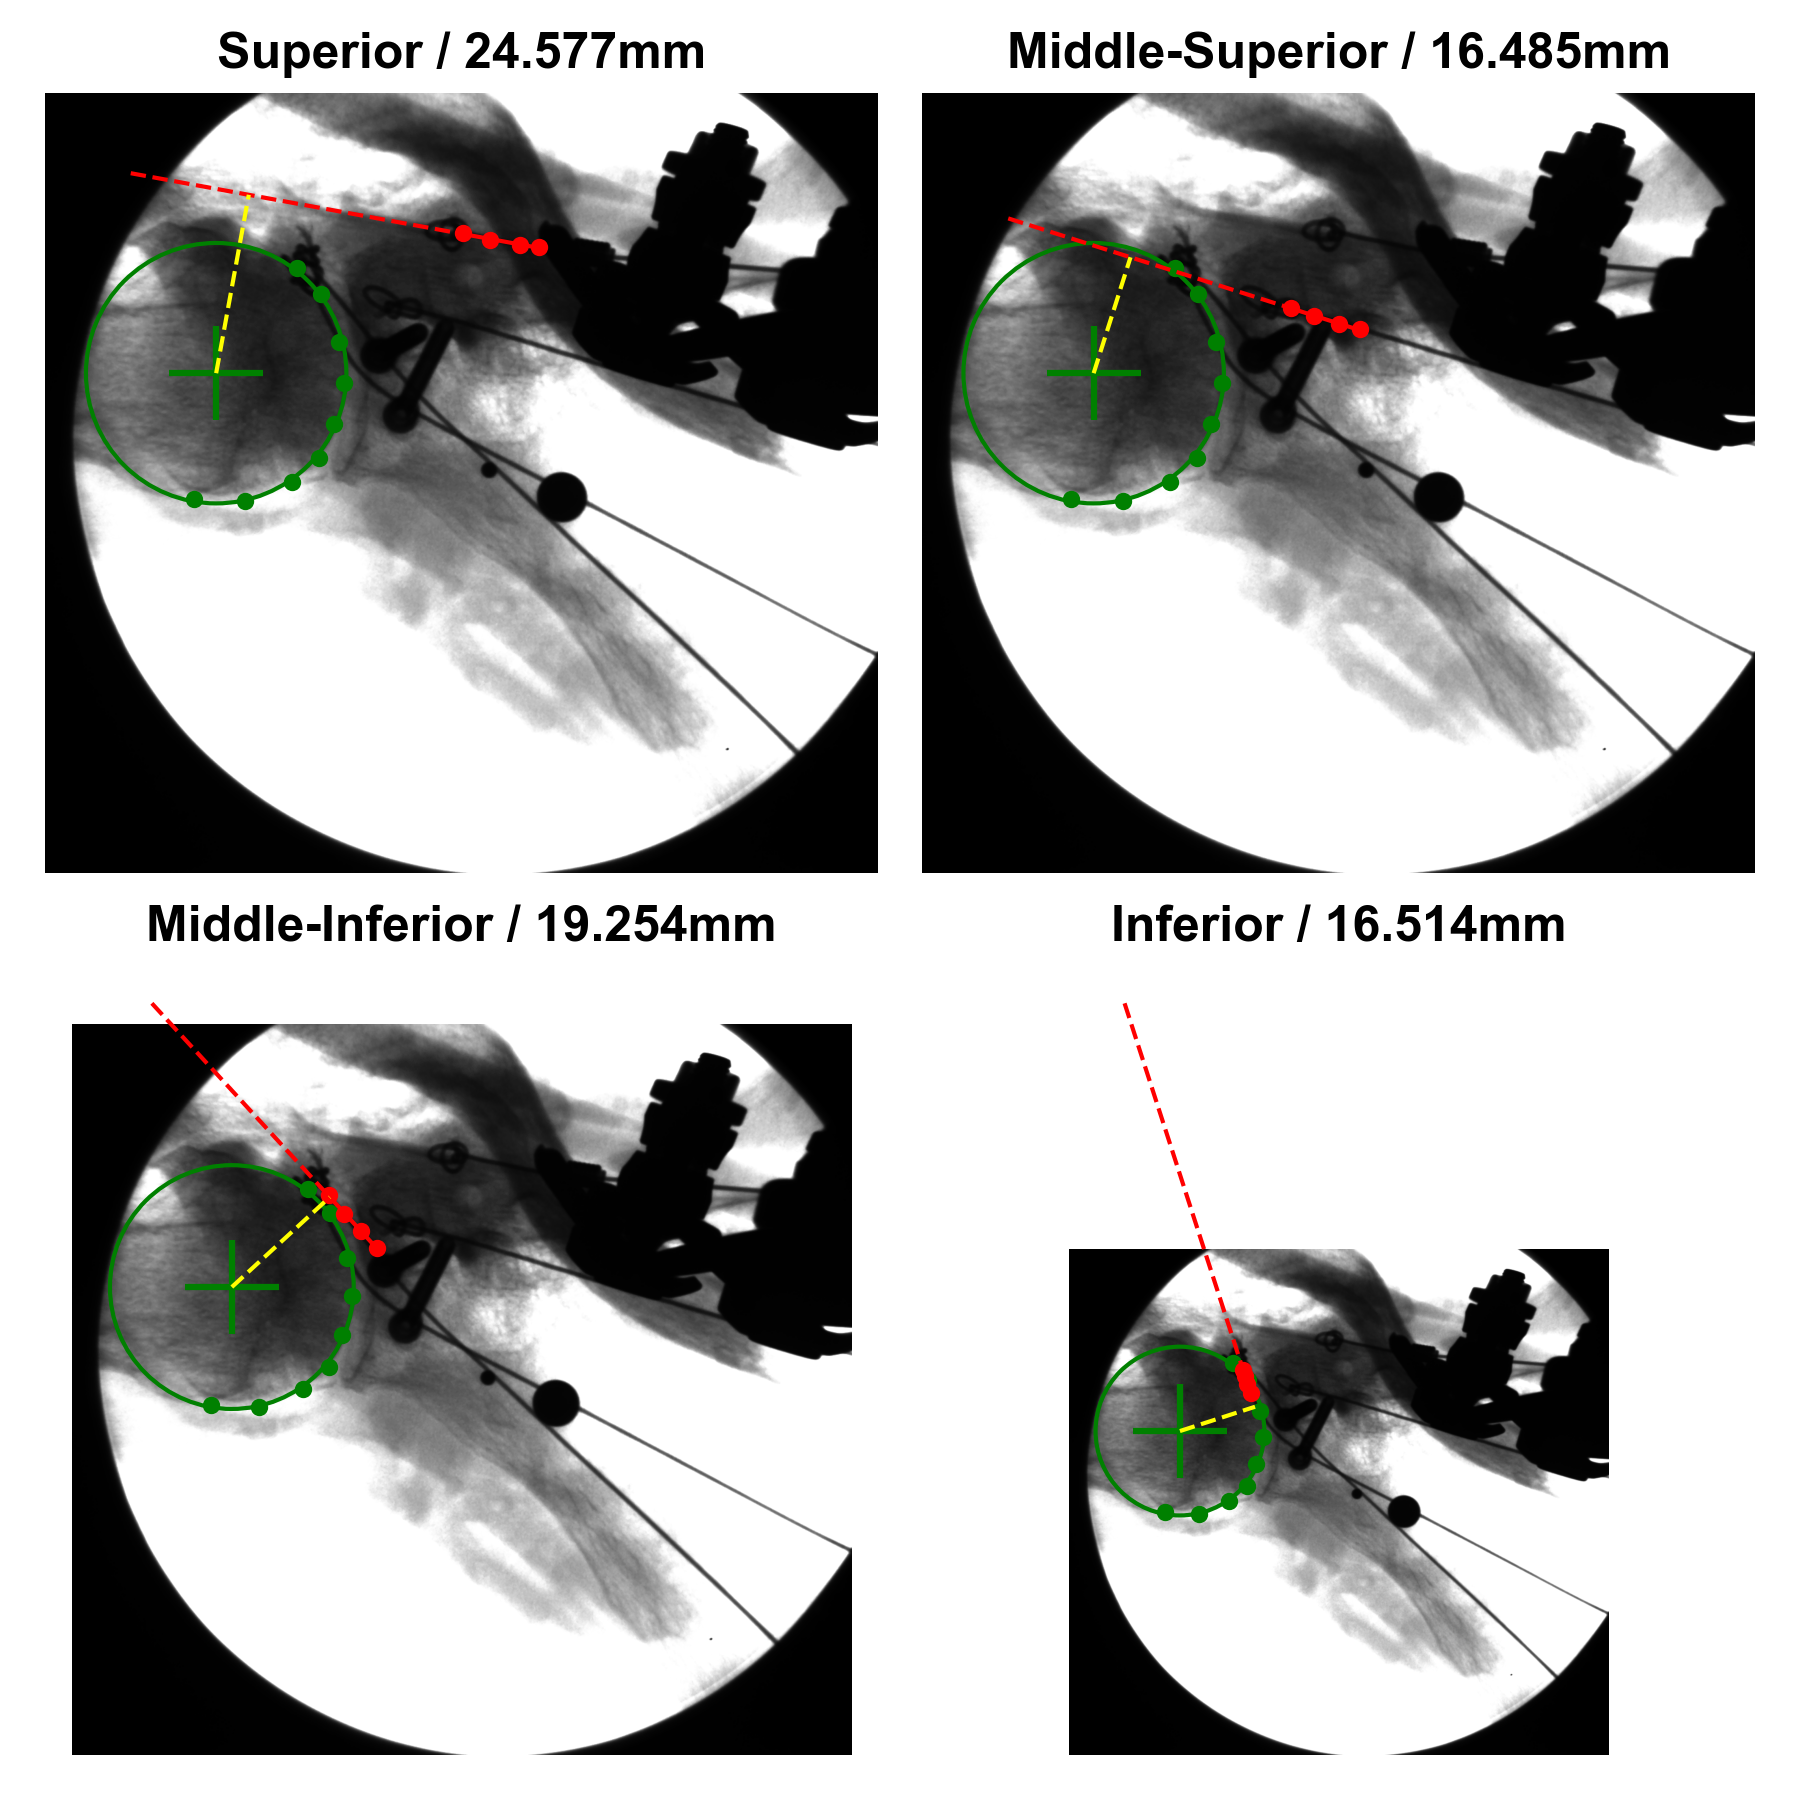 Superior / 24.577mm
Middle-Superior / 16.485mm
Middle-Inferior / 19.254mm
Inferior / 16.514mm